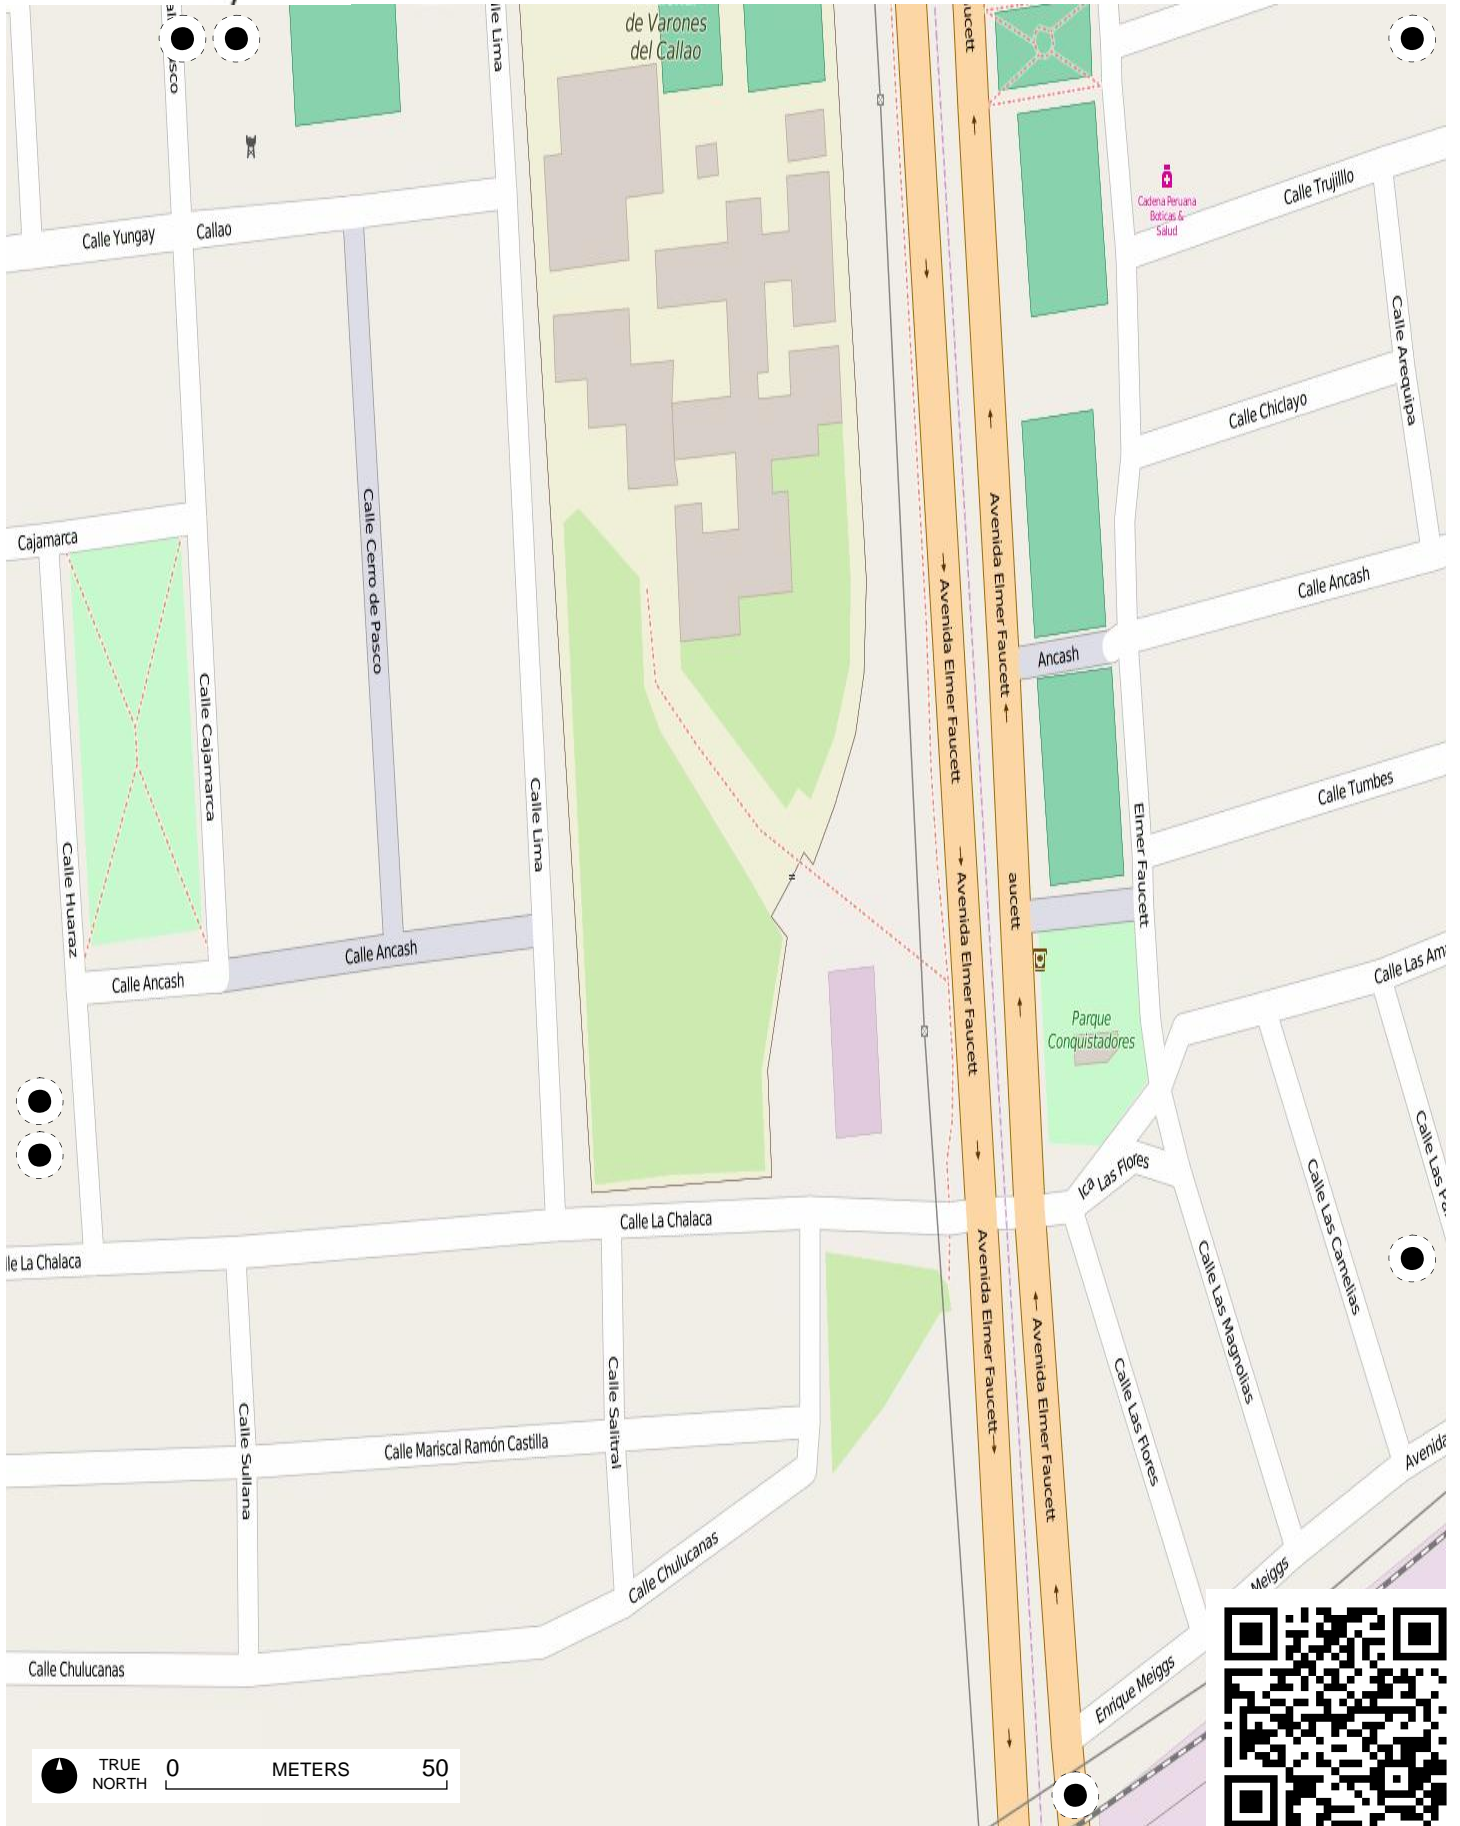 de Varones
del Callao
Calle Yungay
Callao
Calle Trujilllo
Cadena Peruana
Boticas &
Salud
Calle Arequipa
Calle Chiclayo
Cajamarca
Calle Cerro de Pasco
Avenida Elmer Faucett
Avenida Elmer Faucett
Calle Ancash
Ancash
Calle Cajamarca
Calle Lima
Calle Tumbes
Elmer Faucett
Calle Huaraz
aucett
Avenida Elmer Faucett
Calle Ancash
Calle Ancash
Parque
Conquistadores
Ica
Las Flores
Calle La Chalaca
lle La Chalaca
Calle Las Camelias
Calle Las Magnolias
Calle Las Flores
Avenida Elmer Faucett
Avenida Elmer Faucett
Calle Sullana
Calle Salitral
Calle Mariscal Ramón Castilla
Avenida
Calle Chulucanas
Meiggs
Calle Chulucanas
Enrique Meiggs
TRUE
NORTH
0 METERS 50